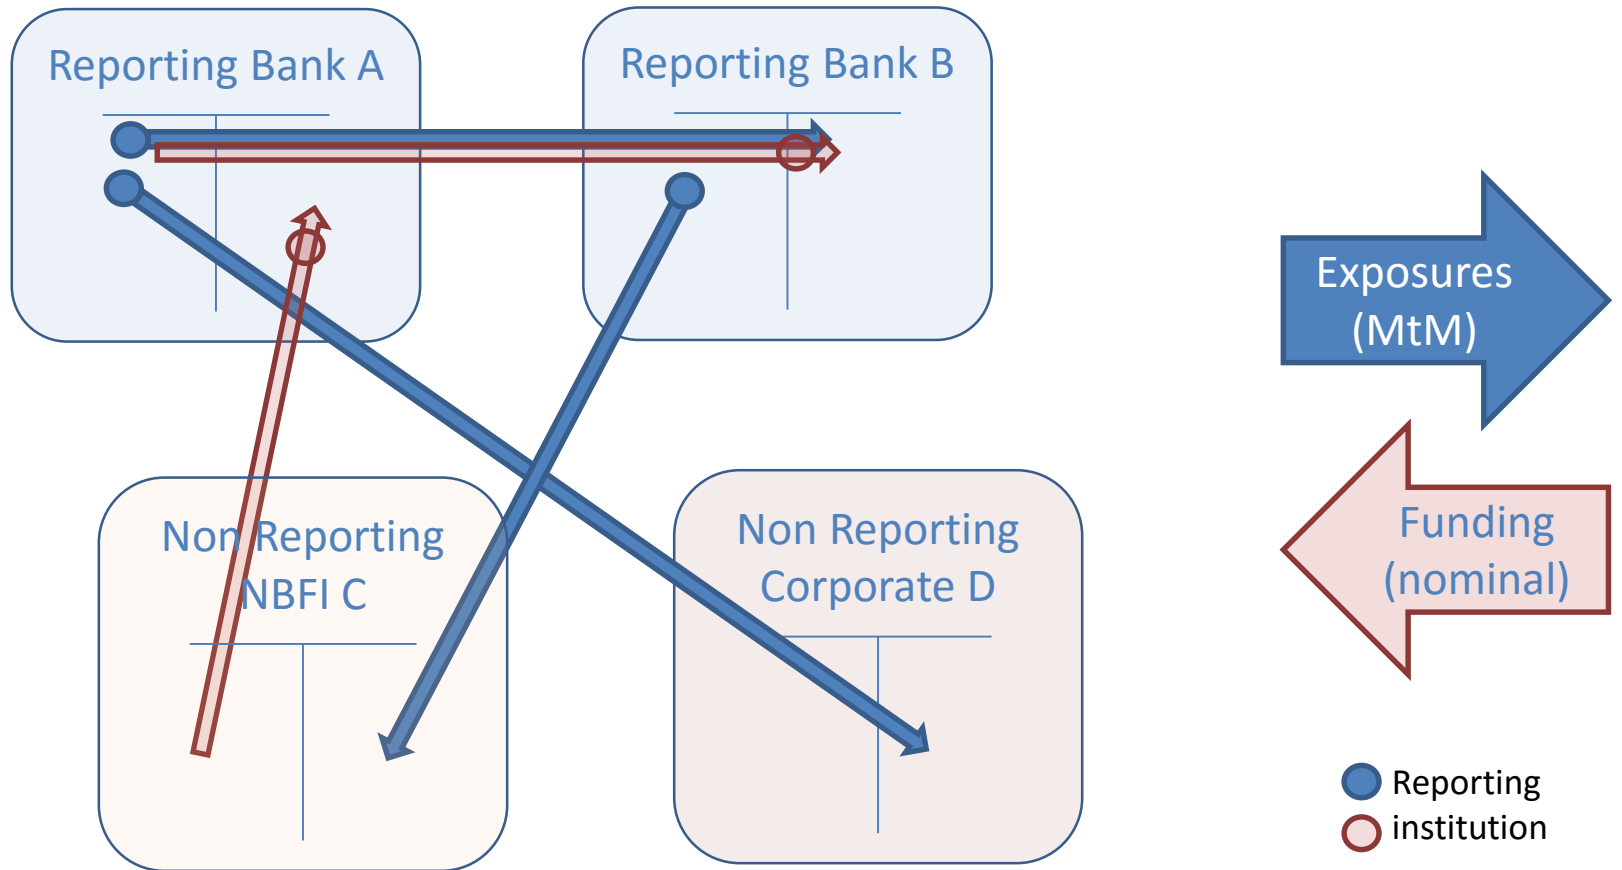 Reporting Bank A
Reporting Bank B
Exposures
(MtM)
Non Reporting
NBFI C
Non Reporting
Corporate D
Funding
(nominal)
Reporting
institution